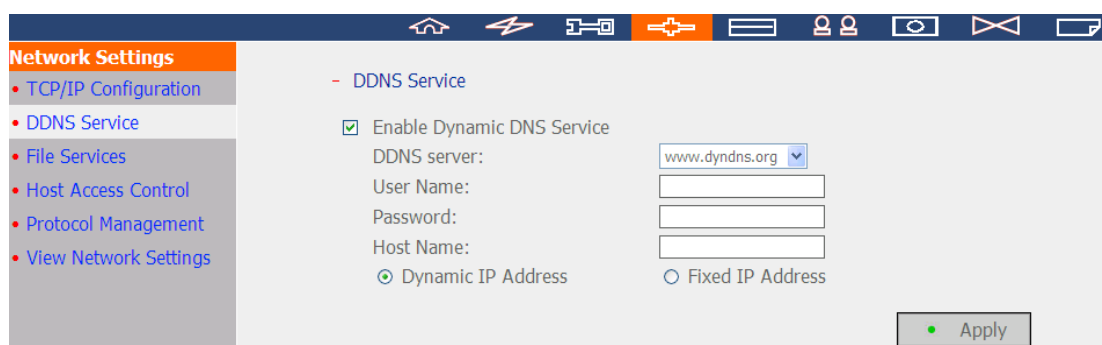 Network Settings
TCP/IP Configuration
DDNS Service
File Services
Host Access Control
Protocol Management
View Network Settings
– DDNS Service
Enable Dynamic DNS Service
DDNS server: www.dyndns.org
User Name:
Password:
Host Name:
Dynamic IP Address Fixed IP Address
Apply